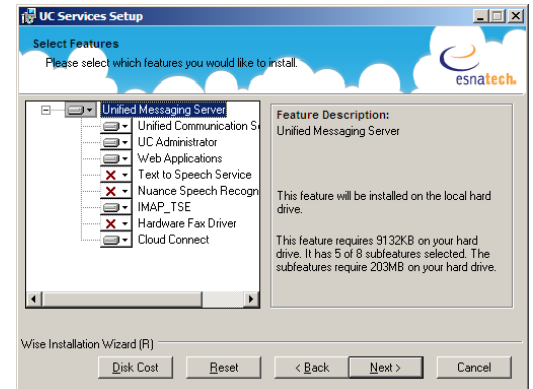 UC Services Setup
Select Features
Please select which features you would like to install.
esnatech.
Unified Messaging Server
Unified Communication
UC Administrator
Web Applications
Text to Speech Service
Nuance Speech Recogn
IMAP_TSE
Hardware Fax Driver
Cloud Connect
Feature Description:
Unified Messaging Server
This feature will be installed on the local hard
drive.
This feature requires 9132KB on your hard
drive. It has 5 of 8 subfeatures selected. The
subfeatures require 203MB on your hard drive.
Wise Installation Wizard (R)
Disk Cost
Reset
< Back
Next >
Cancel